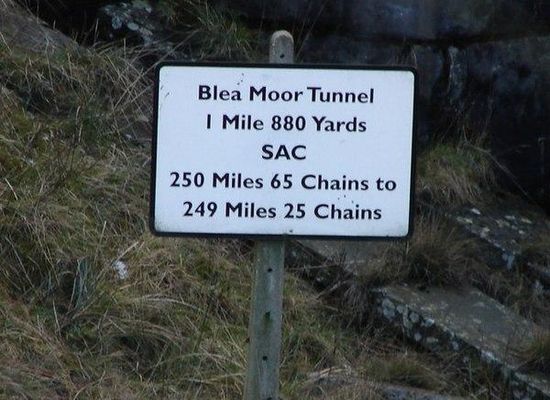 Blea Moor Tunnel
1 Mile 880 Yards
SAC
250 Miles 65 Chains to
249 Miles 25 Chains